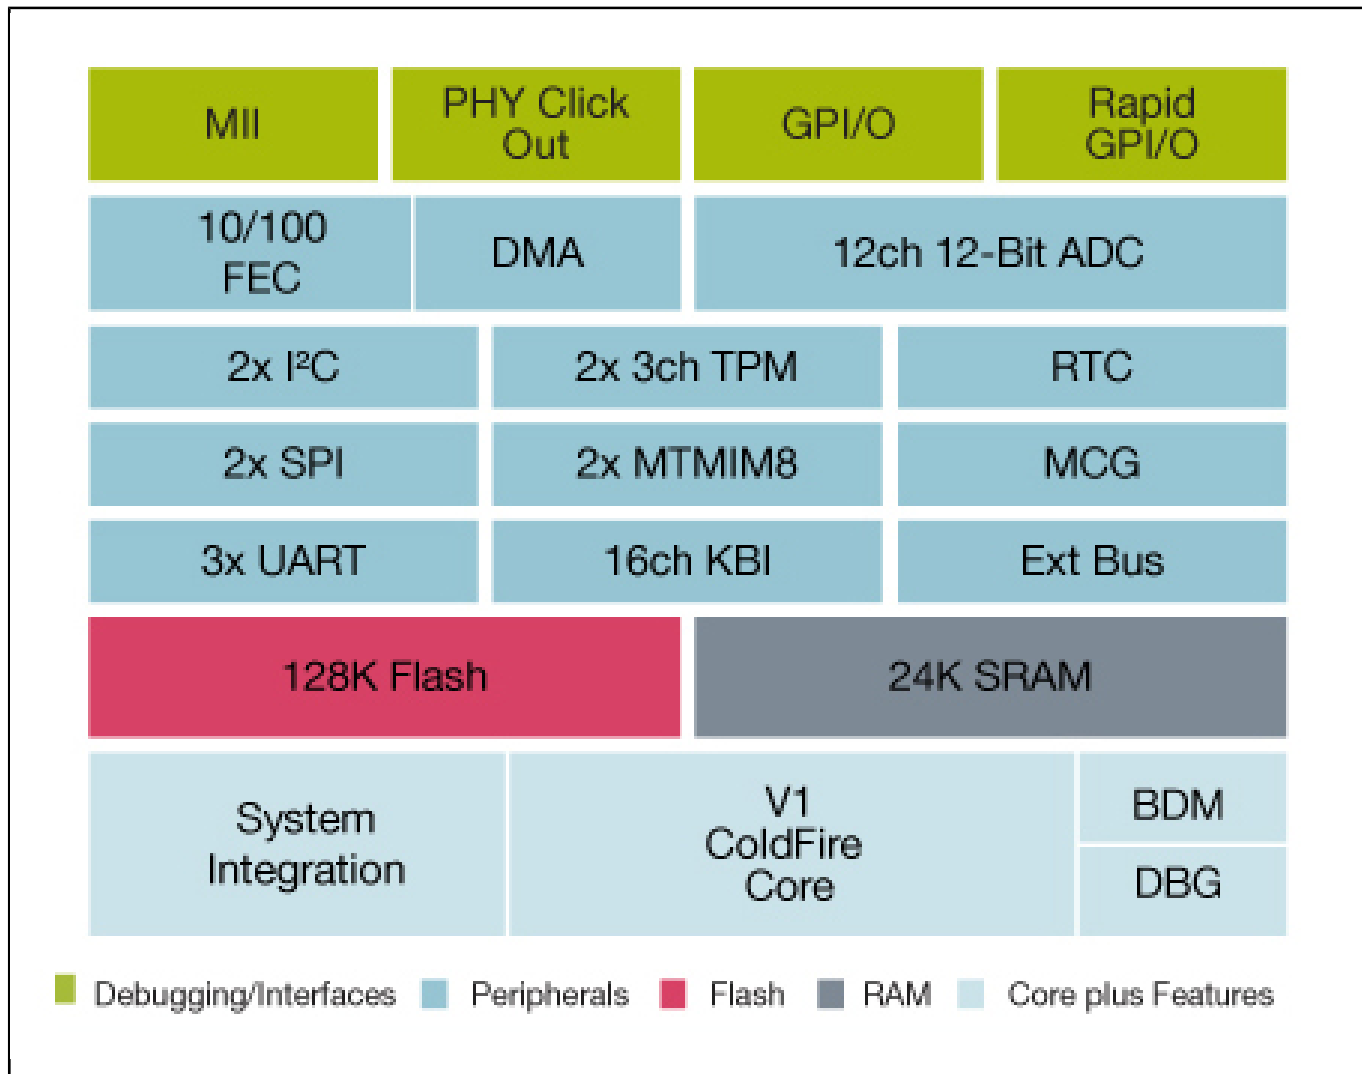 MII
PHY Click
Out
GPI/O
Rapid
GPI/O
10/100
FEC
DMA
12ch 12-Bit ADC
2x I²C
2x 3ch TPM
RTC
2x SPI
2x MTMIM8
MCG
3x UART
16ch KBI
Ext Bus
128K Flash
24K SRAM
System
Integration
V1
ColdFire
Core
BDM
DBG
Debugging/Interfaces
Peripherals
Flash
RAM
Core plus Features